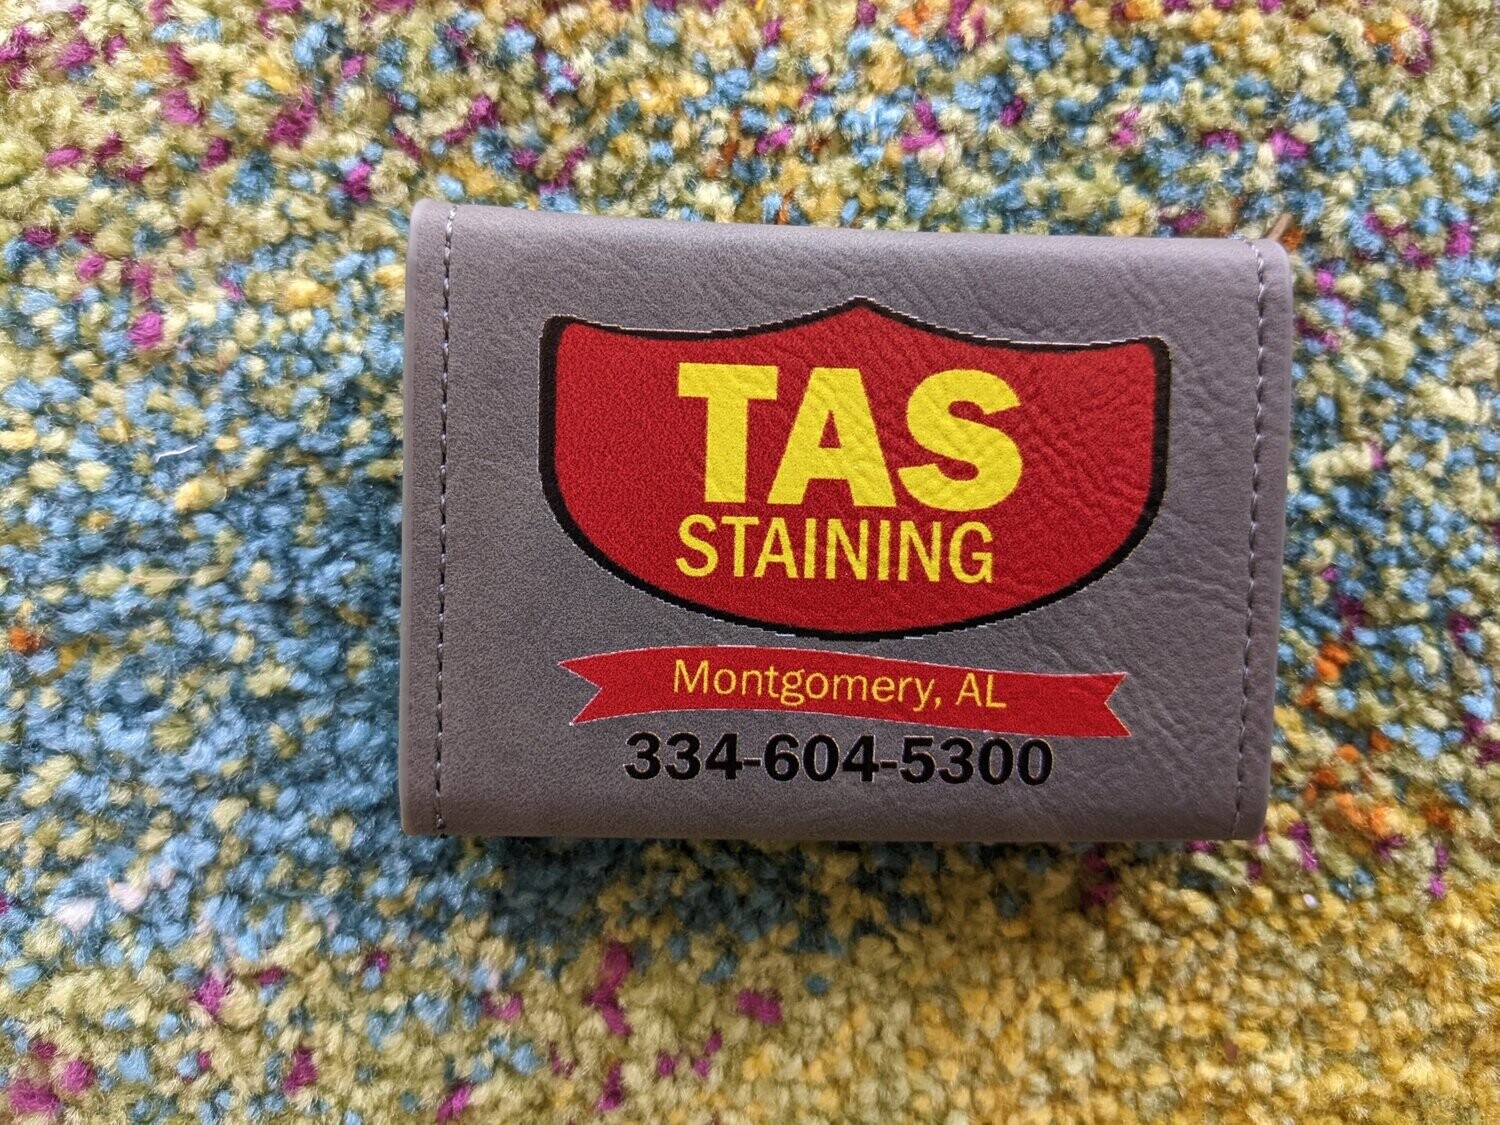 TAS
STAINING
Montgomery, AL
334-604-5300